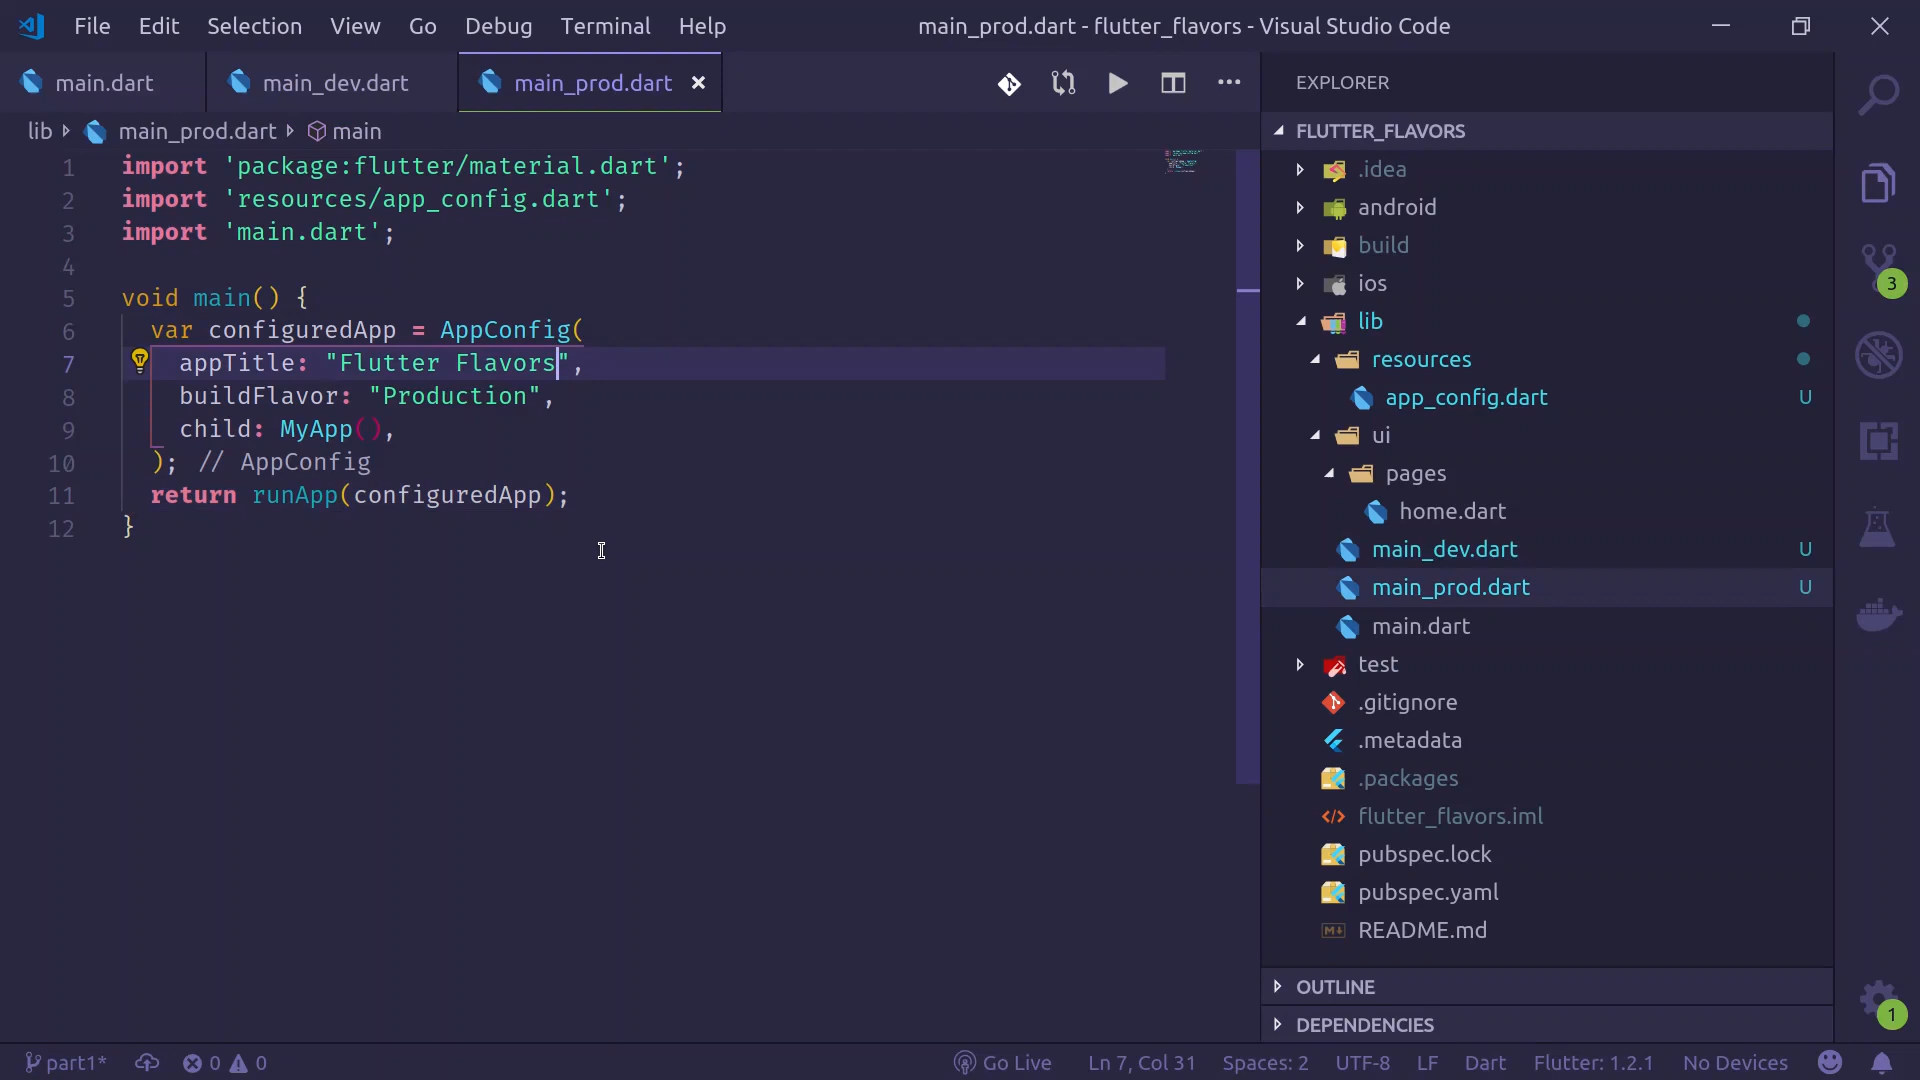 File Edit Selection View Go Debug Terminal Help main_prod.dart - flutter_flavors - Visual Studio Code
main.dart main_dev.dart main_prod.dart
lib main_prod.dart main
1 import 'package:flutter/material.dart';
2 import 'resources/app_config.dart';
3 import 'main.dart';
4
5 void main() {
6 var configuredApp = AppConfig(
7 appTitle: "Flutter Flavors",
8 buildFlavor: "Production",
9 child: MyApp(),
10 ); // AppConfig
11 return runApp(configuredApp);
12 }
EXPLORER
FLUTTER_FLAVORS
.idea
android
build
ios
lib
resources
app_config.dart U
ui
pages
home.dart
main_dev.dart U
main_prod.dart U
main.dart
test
.gitignore
.metadata
.packages
flutter_flavors.iml
pubspec.lock
pubspec.yaml
README.md
OUTLINE
DEPENDENCIES
3
1
part1* 0 0 Go Live Ln 7, Col 31 Spaces: 2 UTF-8 LF Dart Flutter: 1.2.1 No Devices